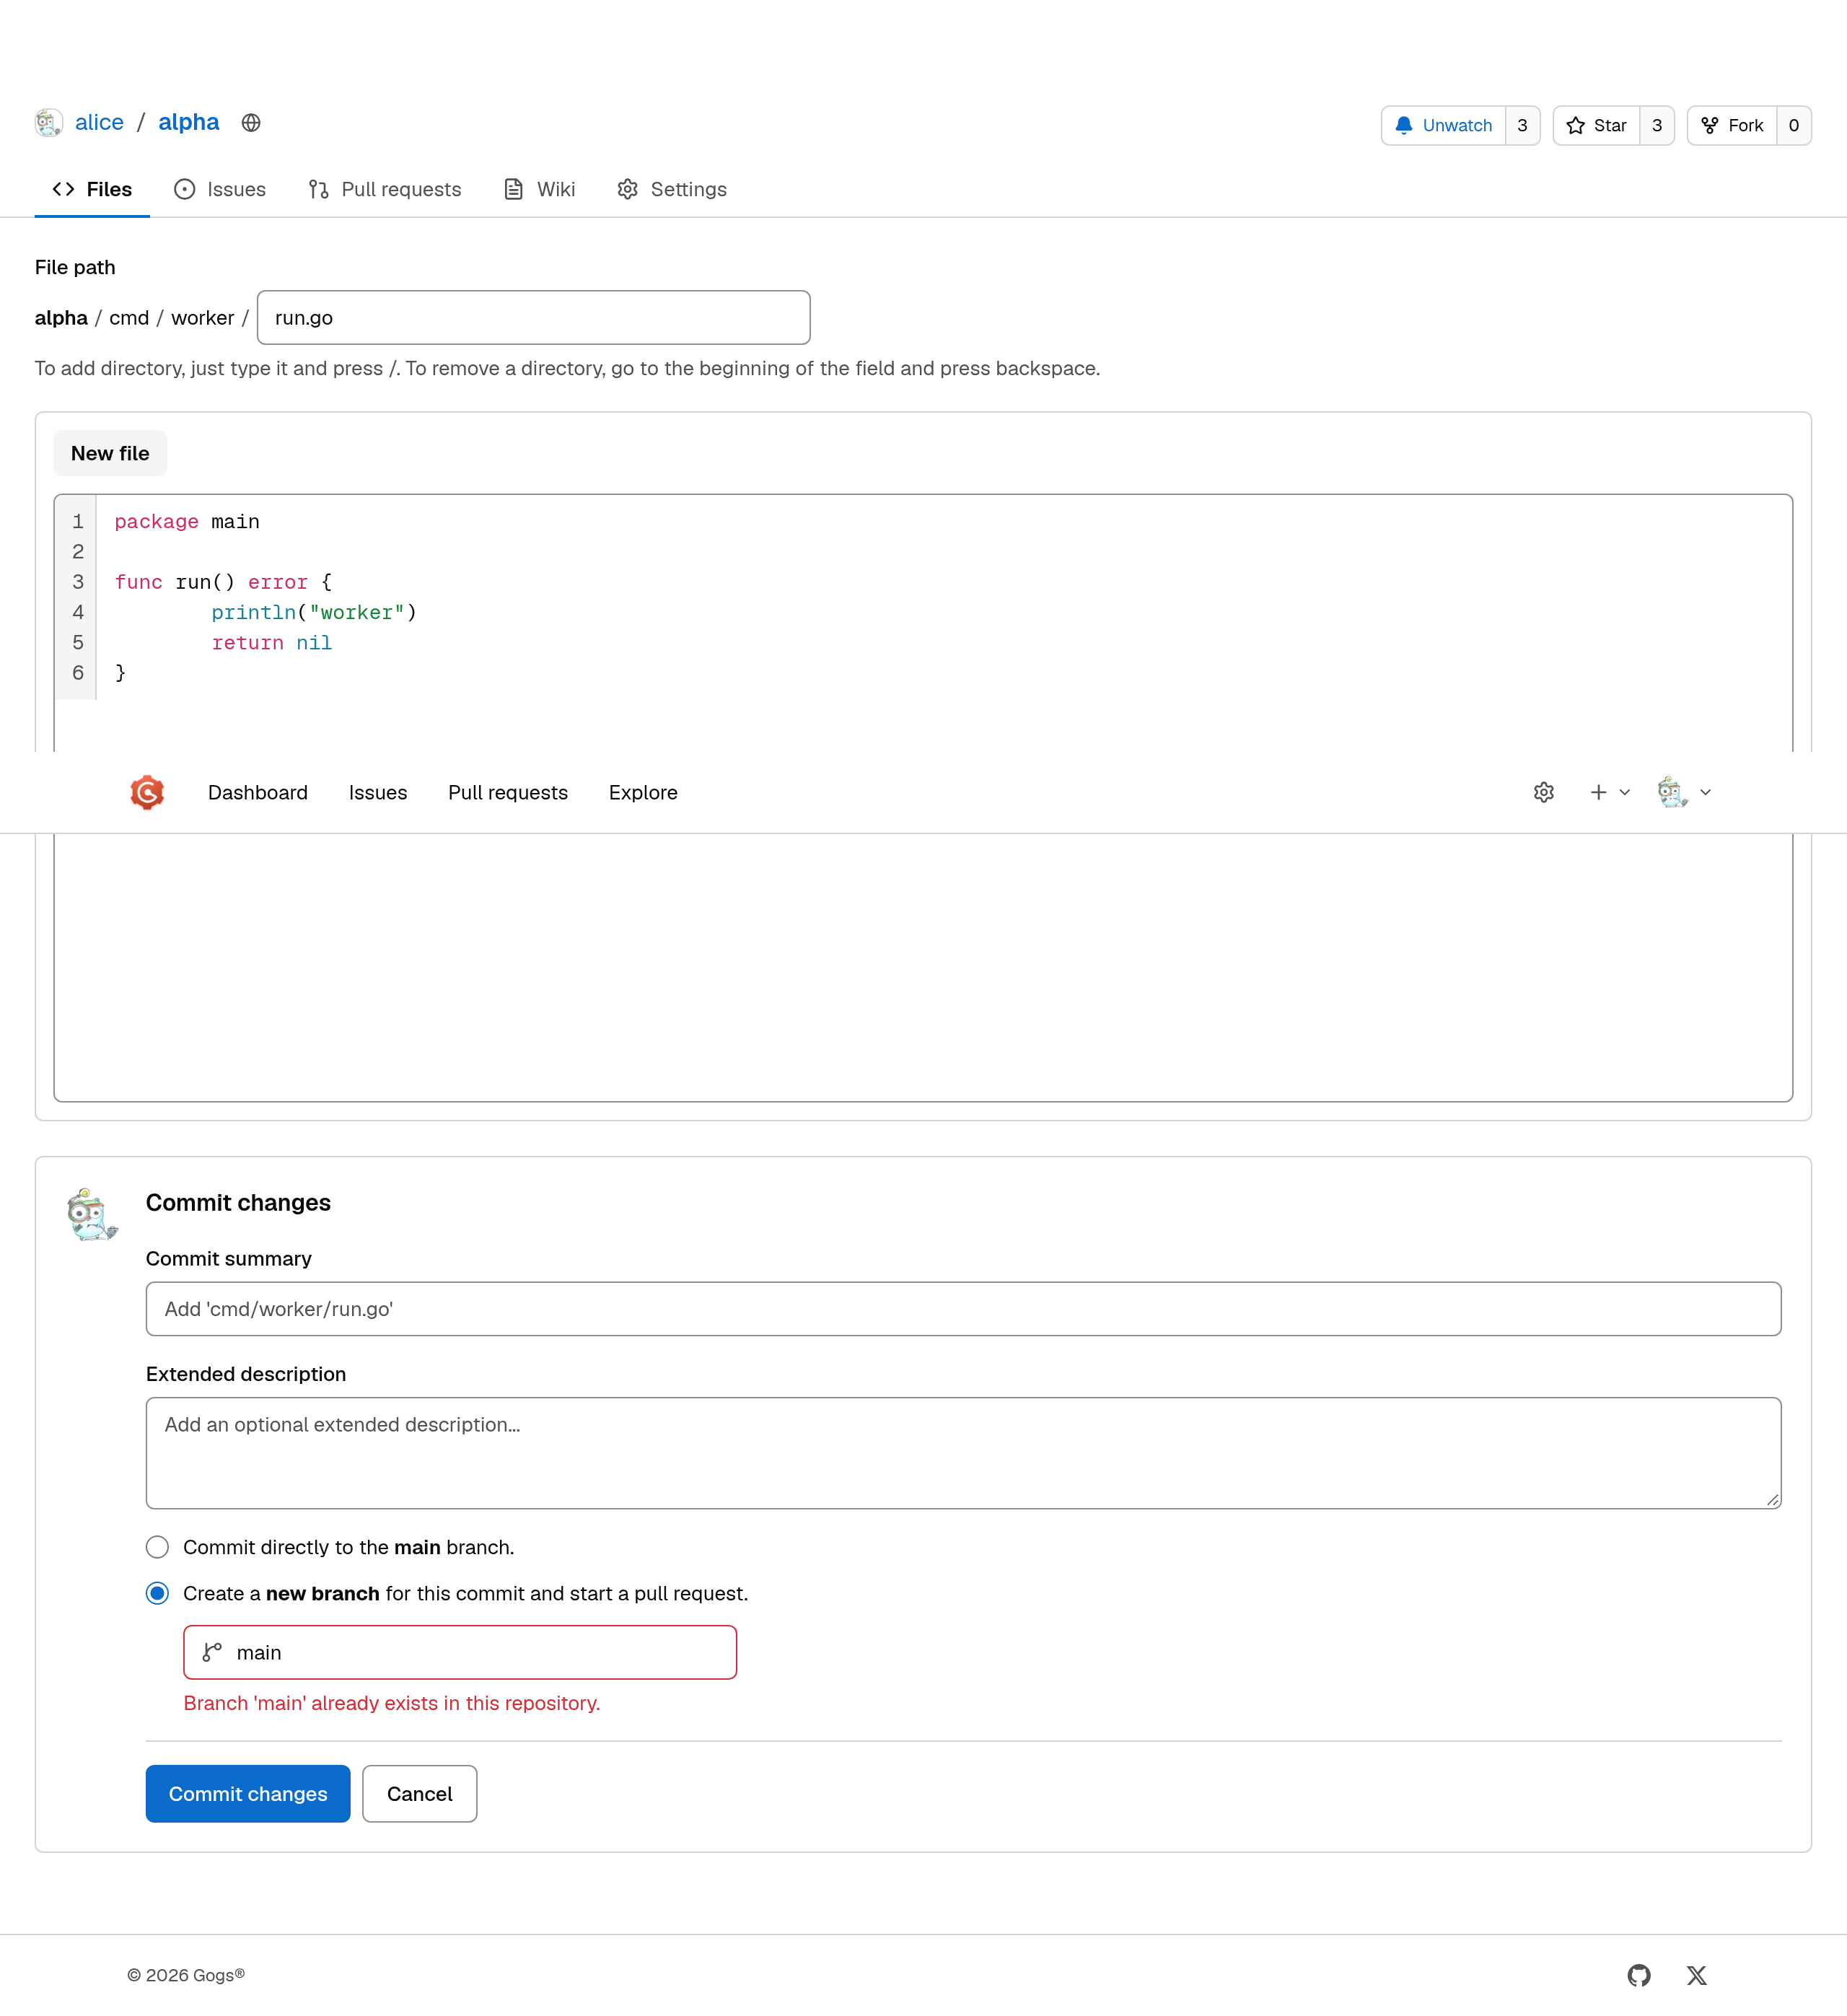 alice / alpha
Unwatch 3 Star 3 Fork 0
Files Issues Pull requests Wiki Settings
File path
alpha / cmd / worker / run.go
To add directory, just type it and press /. To remove a directory, go to the beginning of the field and press backspace.
New file
1 package main
2
3 func run() error {
4 println("worker")
5 return nil
6 }
Dashboard Issues Pull requests Explore
Commit changes
Commit summary
Add 'cmd/worker/run.go'
Extended description
Add an optional extended description...
Commit directly to the main branch.
Create a new branch for this commit and start a pull request.
main
Branch 'main' already exists in this repository.
Commit changes Cancel
© 2026 Gogs®